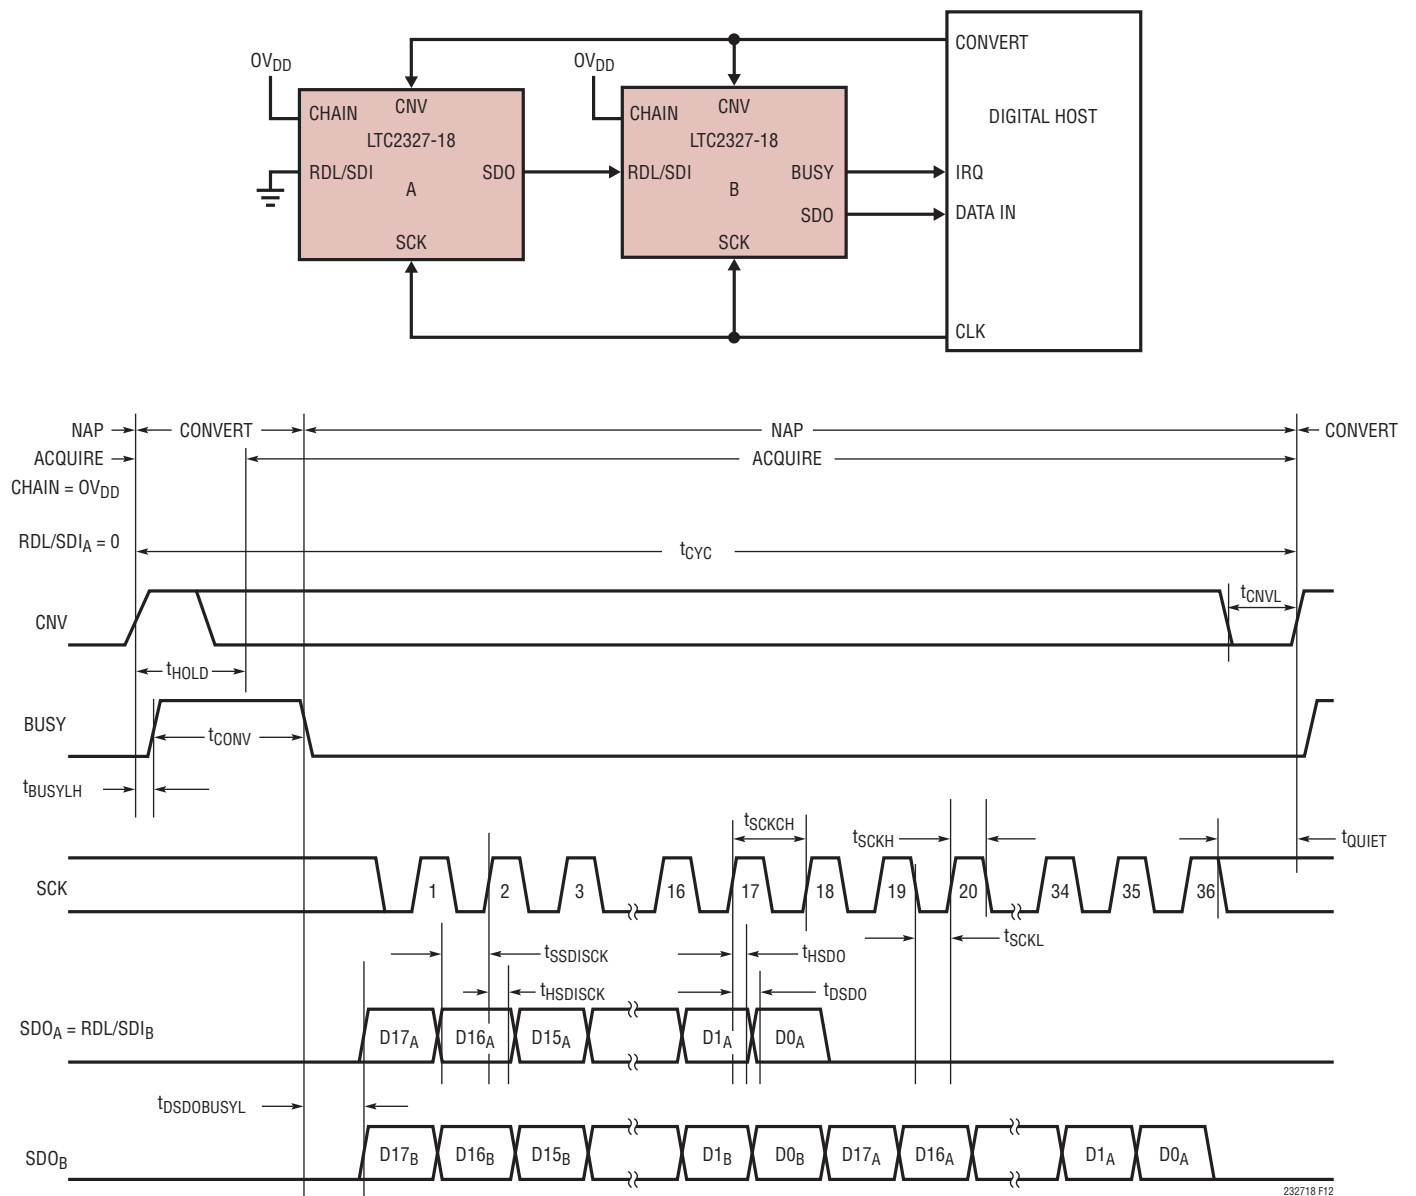 CONVERT
OVDD
OVDD
CHAIN
CNV
LTC2327-18
RDL/SDI
SDO
A
SCK
CHAIN
CNV
LTC2327-18
RDL/SDI
BUSY
B
SDO
SCK
DIGITAL HOST
IRQ
DATA IN
CLK
NAP
CONVERT
NAP
CONVERT
ACQUIRE
ACQUIRE
CHAIN = OVDD
RDL/SDIA = 0
tCYC
CNV
tCNVL
tHOLD
BUSY
tCONV
tBUSYLH
tSCKCH
tSCKH
tQUIET
SCK
1
2
3
16
17
18
19
20
34
35
36
tSSDISCK
tHSDO
tSCKL
tHSDISCK
tDSDO
SDOA = RDL/SDIB
D17A
D16A
D15A
D1A
D0A
tDSDOBUSYL
SDOB
D17B
D16B
D15B
D1B
D0B
D17A
D16A
D1A
D0A
232718 F12